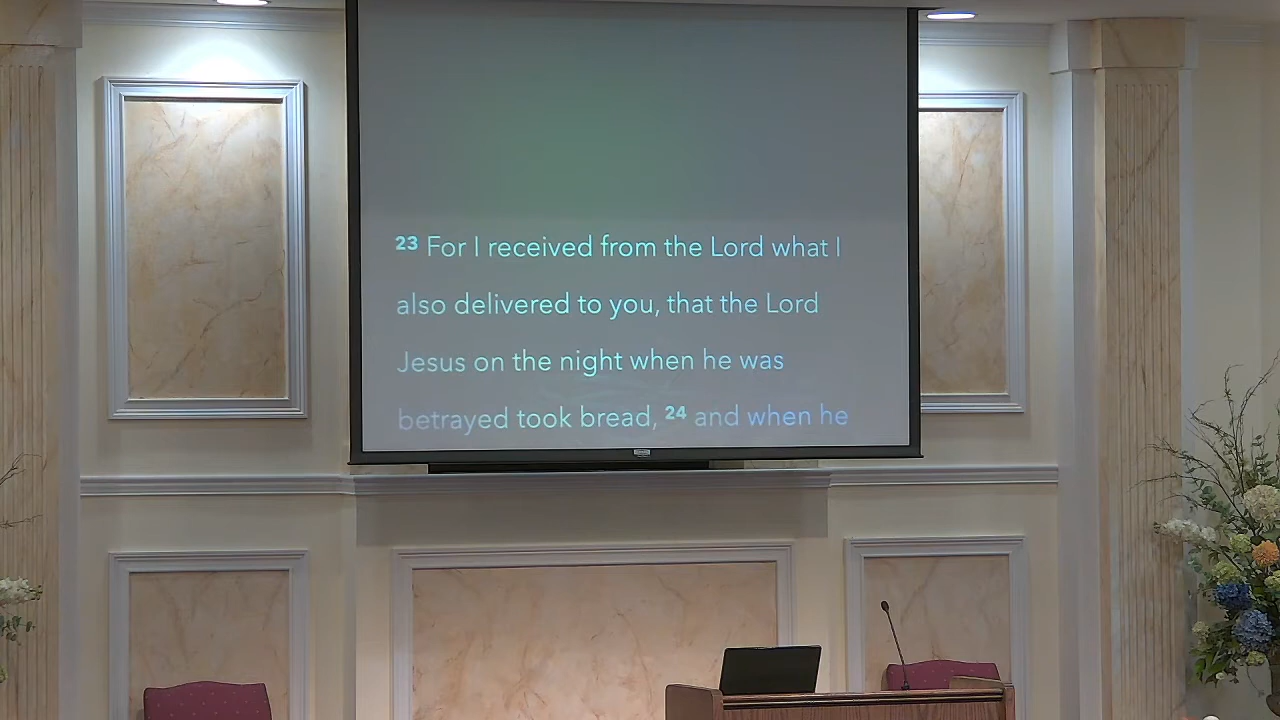 23 For I received from the Lord what I
also delivered to you, that the Lord
Jesus on the night when he was
betrayed took bread, 24 and when he